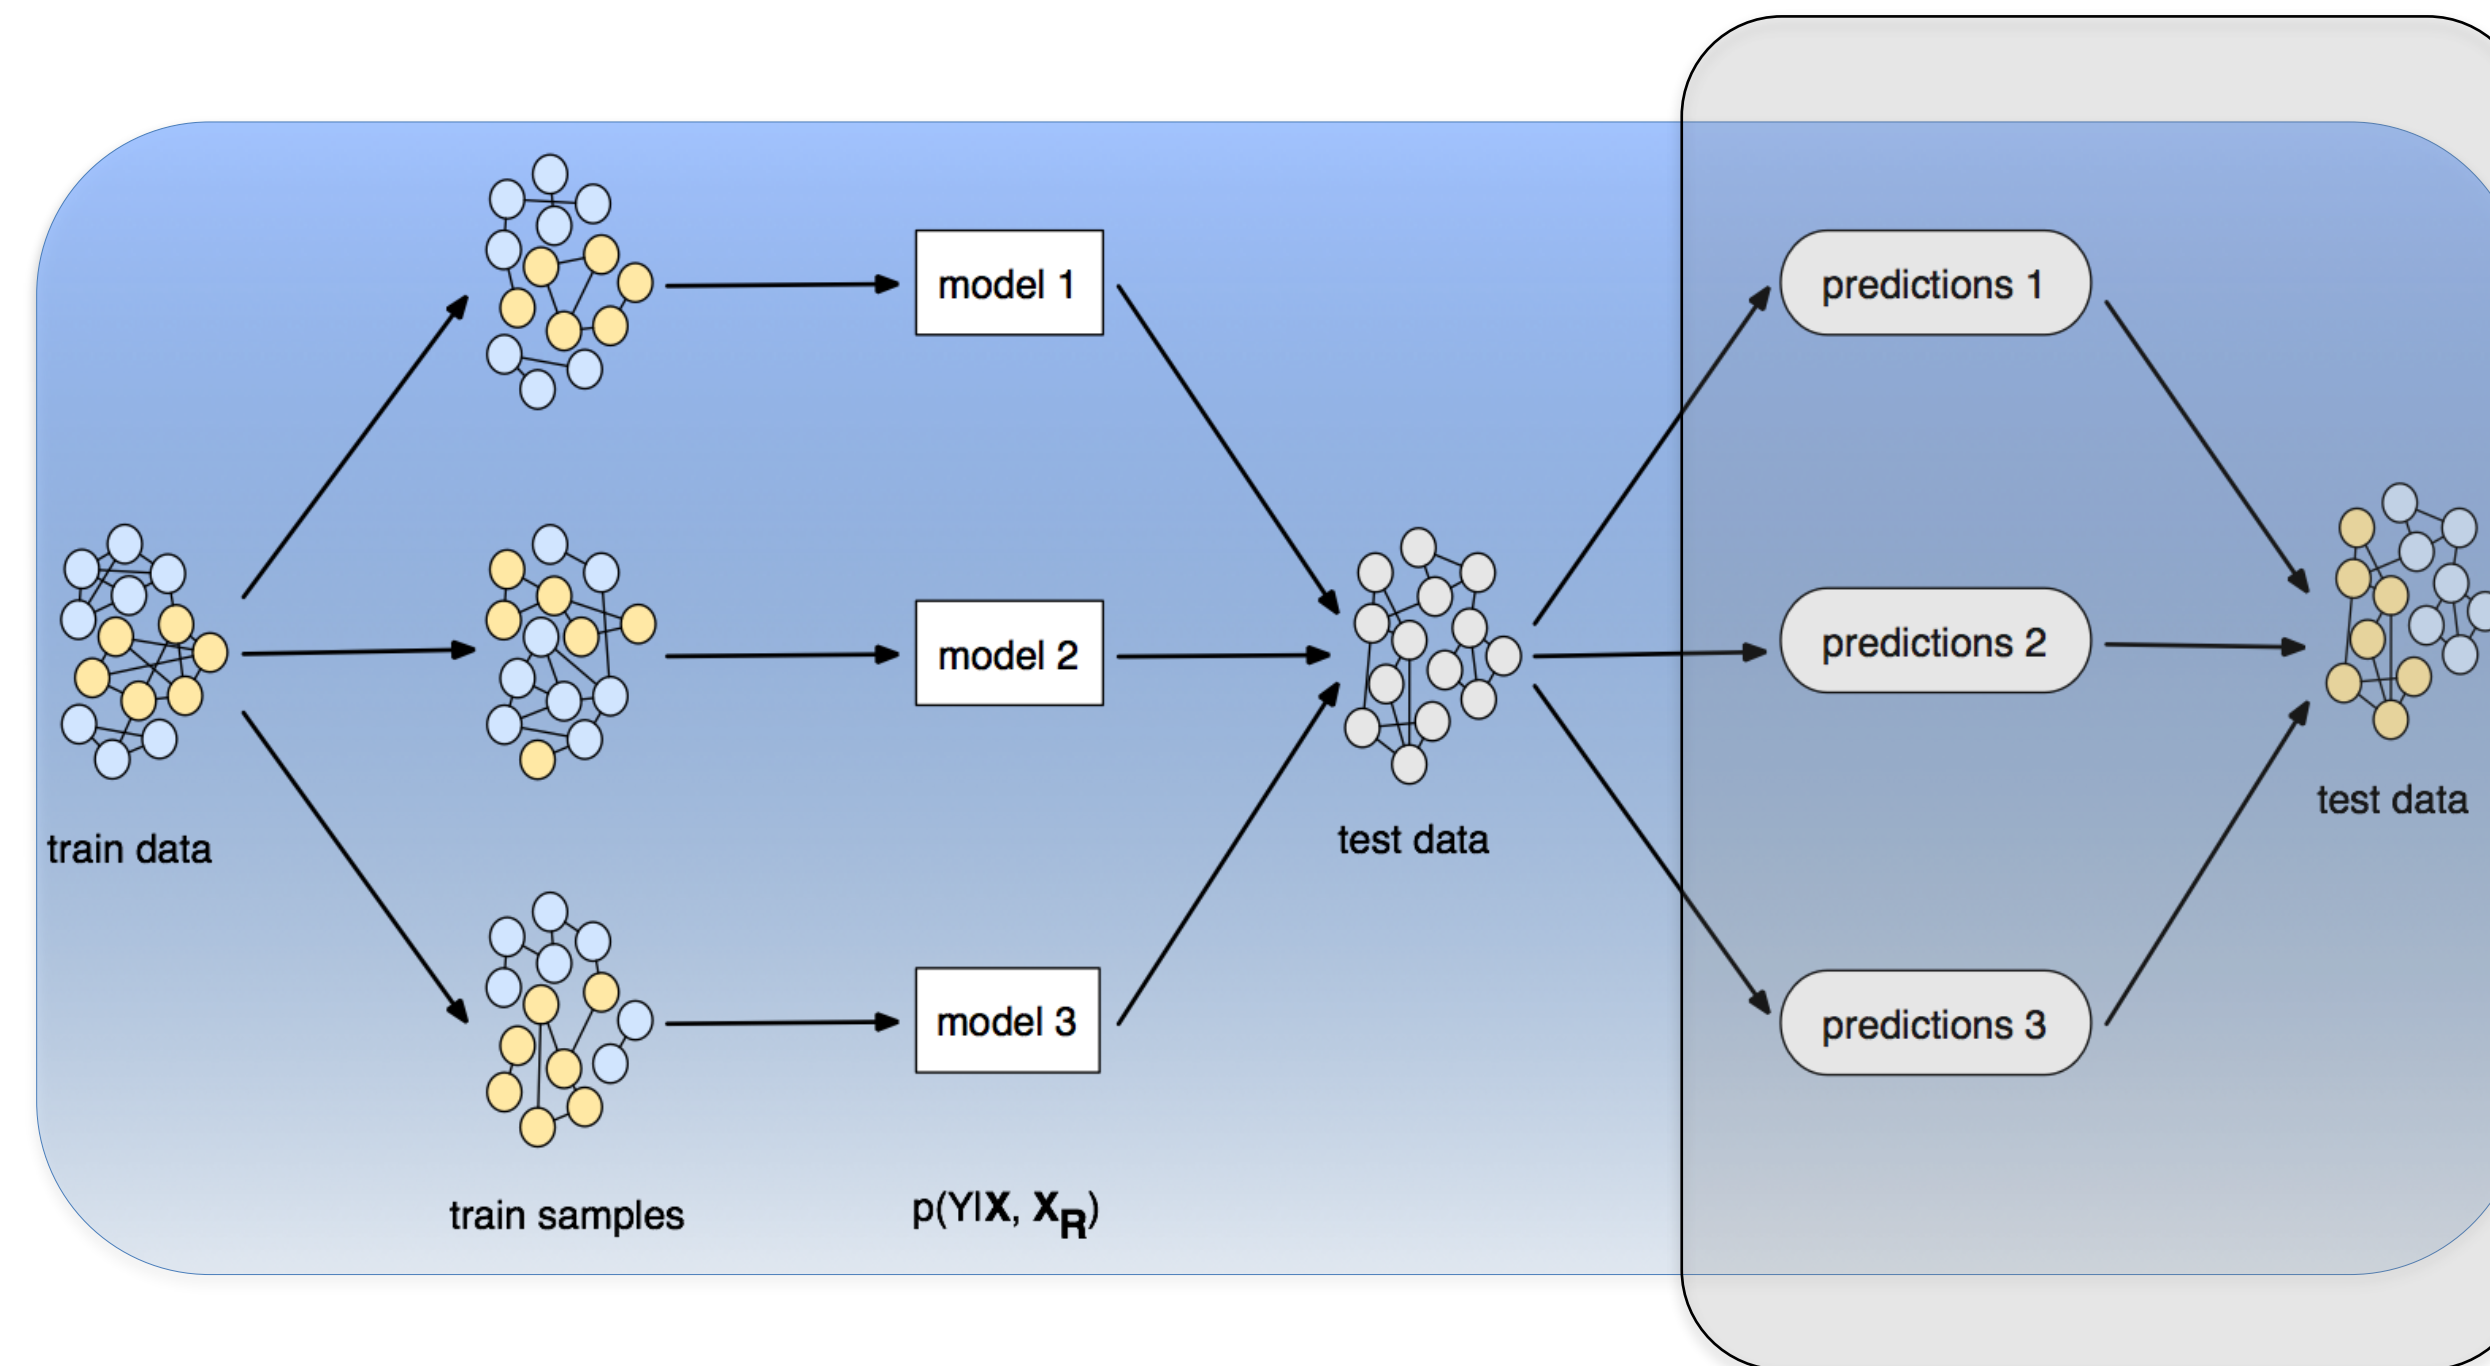 model 1
predictions 1
model 2
predictions 2
test data
test data
train data
model 3
predictions 3
train samples
p(Y|X, X_R)